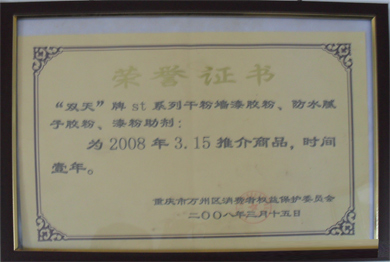 荣誉证书
“双天”牌st系列干粉墙漆胶粉、防水腻
子胶粉、漆粉助剂：
为2008年3.15推介商品，时间
壹年。
重庆市万州区消费者权益保护委员会
二〇〇八年三月十五日